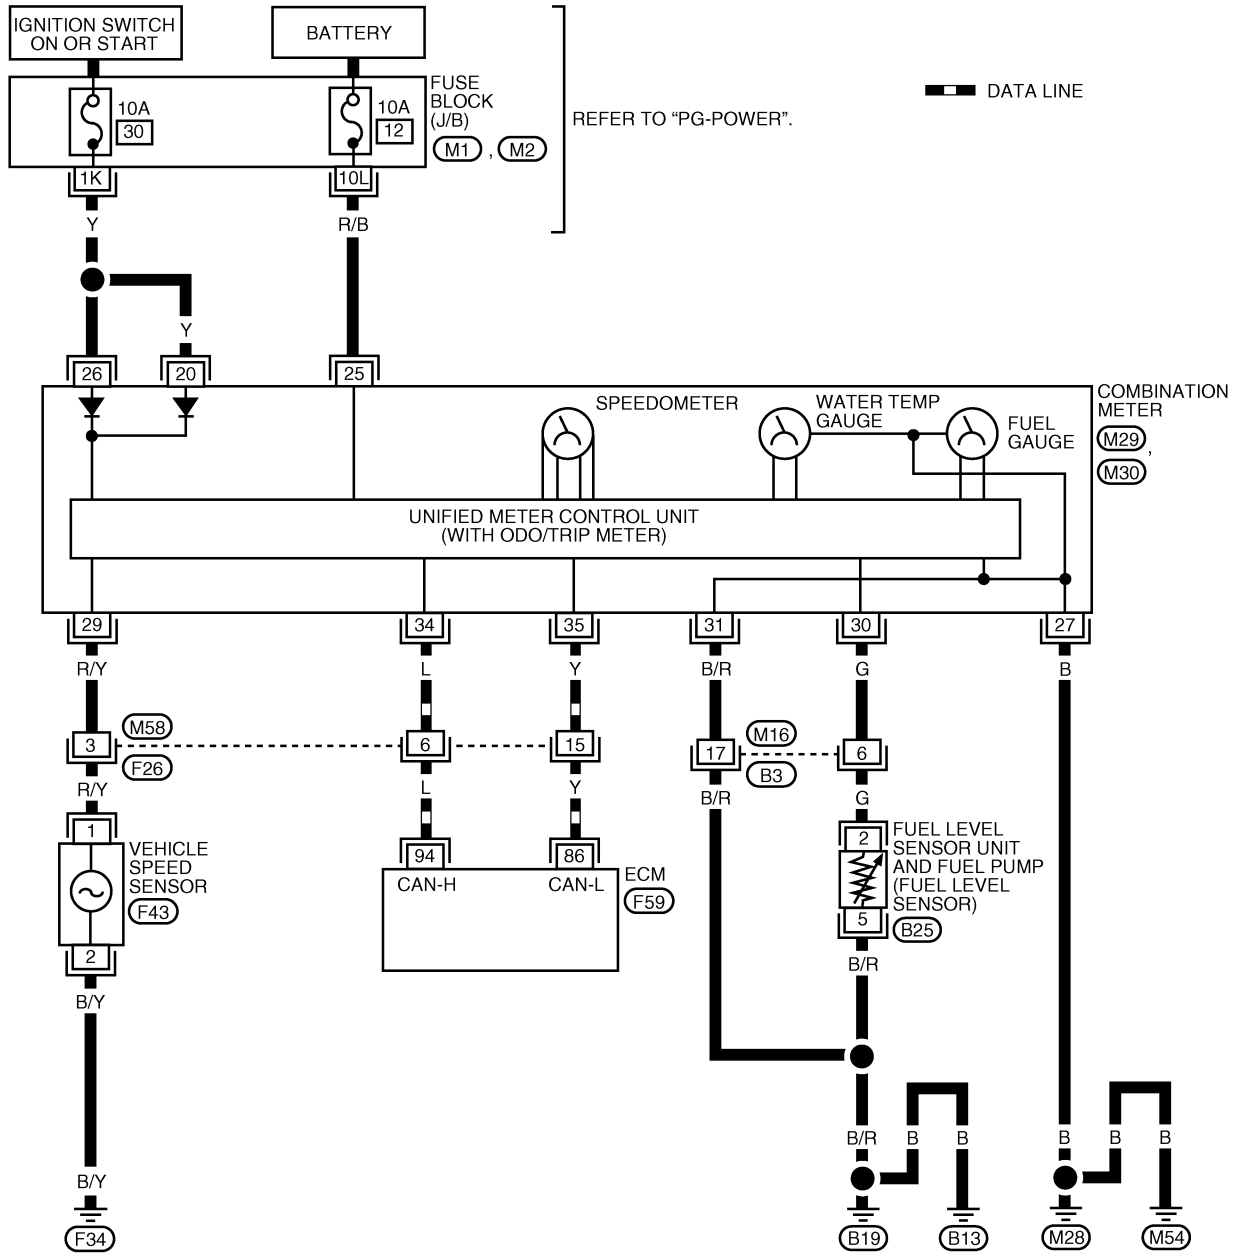 IGNITION SWITCH
ON OR START
BATTERY
10A
30
10A
12
FUSE
BLOCK
(J/B)
M1 , M2
REFER TO “PG-POWER”.
DATA LINE
1K
10L
Y
R/B
Y
26
20
25
SPEEDOMETER
WATER TEMP
GAUGE
FUEL
GAUGE
COMBINATION
METER
M29 ,
M30
UNIFIED METER CONTROL UNIT
(WITH ODO/TRIP METER)
29
34
35
31
30
27
R/Y
L
Y
B/R
G
B
M58
3
6
15
F26
M16
17
6
B3
R/Y
L
Y
B/R
G
1
VEHICLE
SPEED
SENSOR
F43
2
94
86
CAN-H
CAN-L
ECM
F59
2
FUEL LEVEL
SENSOR UNIT
AND FUEL PUMP
(FUEL LEVEL
SENSOR)
5
B25
B/R
B/Y
B/R
B
B
B
B
B
B/Y
F34
B19
B13
M28
M54